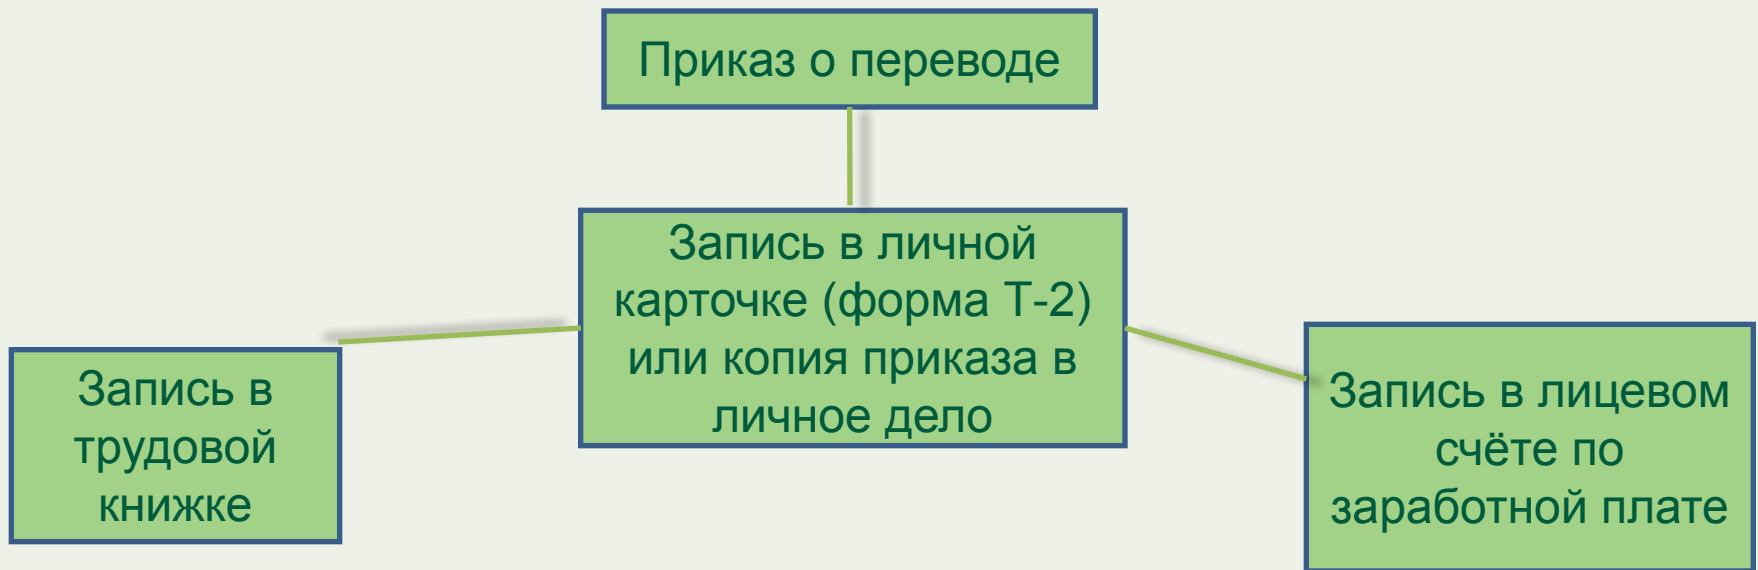 Приказ о переводе
Запись в личной
карточке (форма Т-2)
или копия приказа в
личное дело
Запись в
трудовой
книжке
Запись в лицевом
счёте по
заработной плате